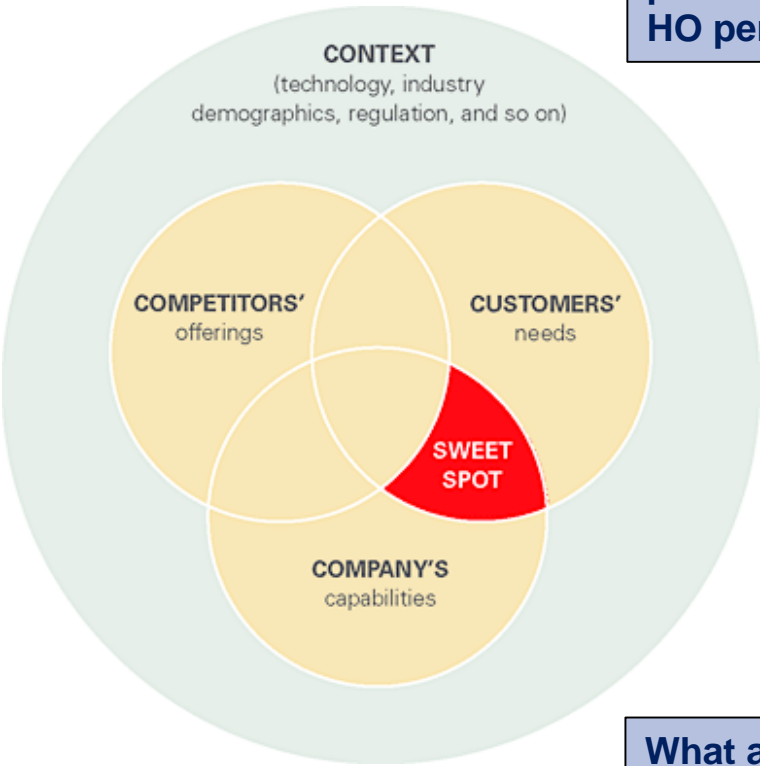 HO per
CONTEXT
(technology, industry
demographics, regulation, and so on)
COMPETITORS'
offerings
CUSTOMERS'
needs
SWEET
SPOT
COMPANY'S
capabilities
What a